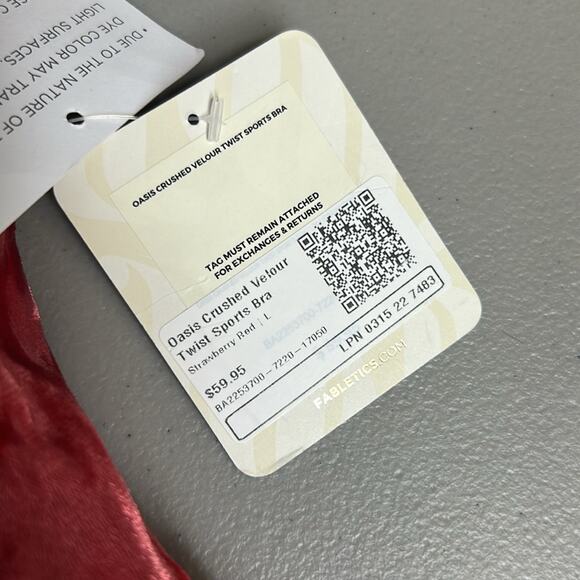 * DUE TO THE NATURE OF
DYE COLOR MAY TRAN
LIGHT SURFACES.
OASIS CRUSHED VELOUR TWIST SPORTS BRA
TAG MUST REMAIN ATTACHED
FOR EXCHANGES & RETURNS
Oasis Crushed Velour
Twist Sports Bra
Strawberry Red | L
$59.95
BA2253700-7220-17050
LPN 0315 22 7483
FABLETICS.COM